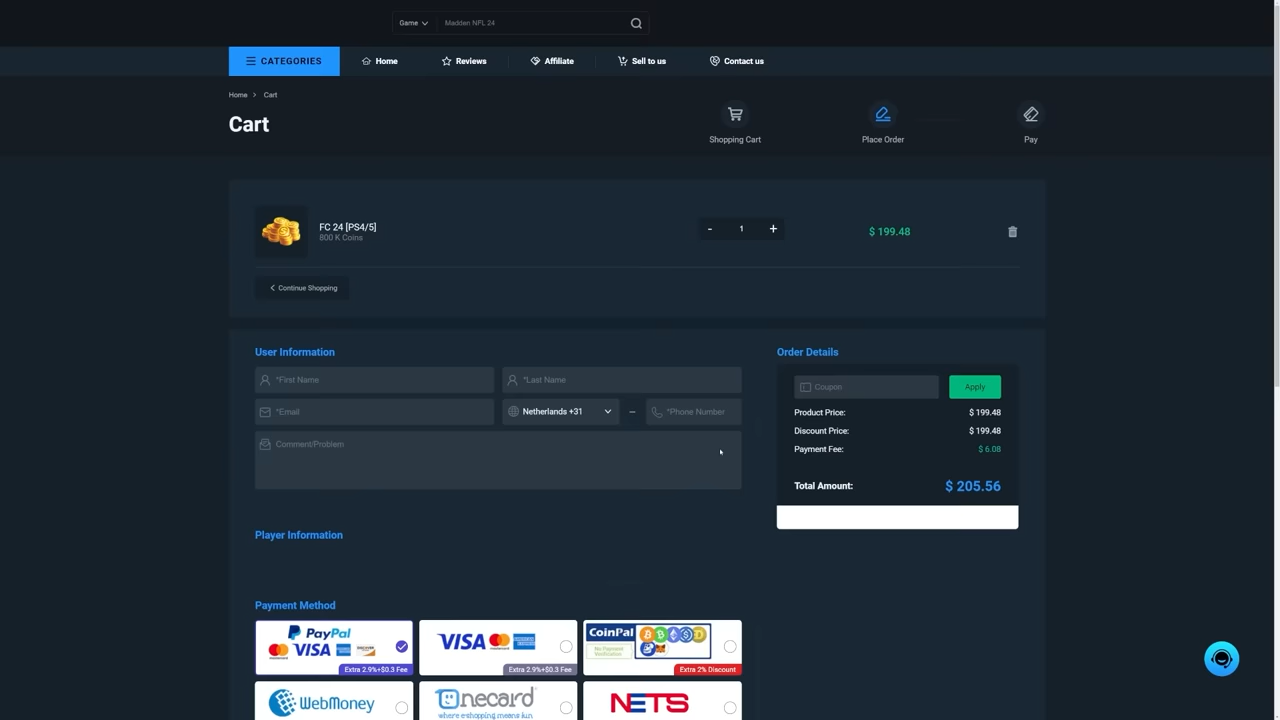 Game
Madden NFL 24
CATEGORIES
Home
Reviews
Affiliate
Sell to us
Contact us
Home > Cart
Cart
Shopping Cart
Place Order
Pay
FC 24 [PS4/5]
800 K Coins
- 1 +
$ 199.48
Continue Shopping
User Information
*First Name
*Last Name
*Email
Netherlands +31
*Phone Number
Comment/Problem
Order Details
Coupon
Apply
Product Price: $ 199.48
Discount Price: $ 199.48
Payment Fee: $ 6.08
Total Amount: $ 205.56
Player Information
Payment Method
PayPal
VISA
DISCOVER
Extra 2.9%+$0.3 Fee
VISA
Extra 2.9%+$0.3 Fee
CoinPal
No Payment
Verification
Extra 2% Discount
WebMoney
Onecard
where eshopping means fun
NETS